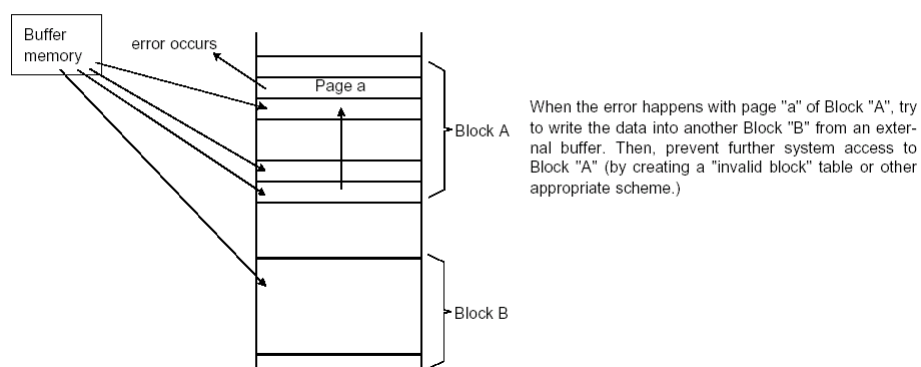 Buffer
memory
error occurs
Page a
Block A
When the error happens with page "a" of Block "A", try
to write the data into another Block "B" from an exter-
nal buffer. Then, prevent further system access to
Block "A" (by creating a "invalid block" table or other
appropriate scheme.)
Block B